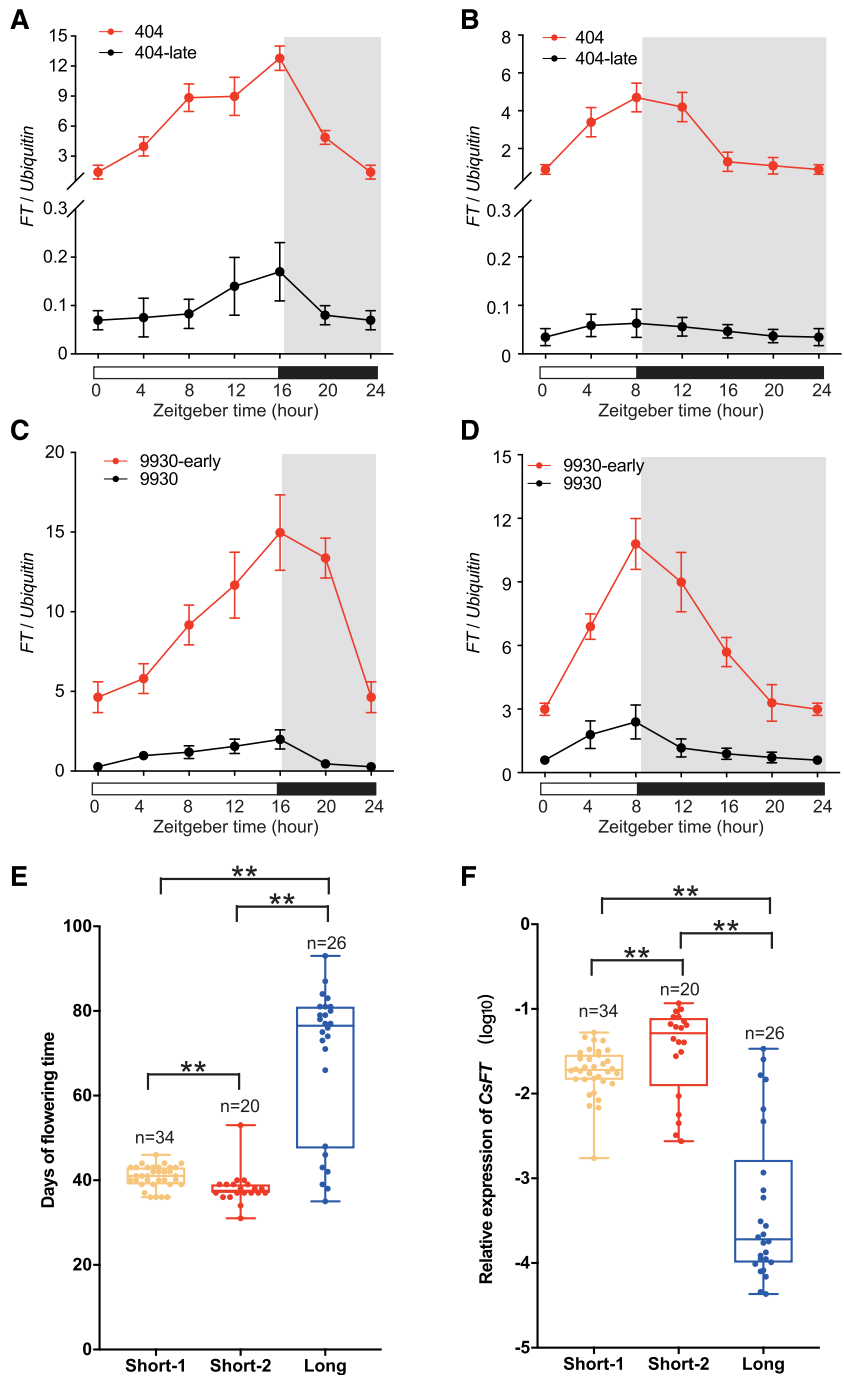 A
404
404-late
15
12
9
6
3
0.3
0.2
0.1
0
FT / Ubiquitin
0 4 8 12 16 20 24
Zeitgeber time (hour)
B
404
404-late
8
6
4
2
0.3
0.2
0.1
0
FT / Ubiquitin
0 4 8 12 16 20 24
Zeitgeber time (hour)
C
9930-early
9930
20
15
10
5
0
FT / Ubiquitin
0 4 8 12 16 20 24
Zeitgeber time (hour)
D
9930-early
9930
15
12
9
6
3
0
FT / Ubiquitin
0 4 8 12 16 20 24
Zeitgeber time (hour)
E
**
**
**
n=26
n=20
n=34
100
80
60
40
20
0
Days of flowering time
Short-1 Short-2 Long
F
**
**
**
n=20
n=34
n=26
0
-1
-2
-3
-4
-5
Relative expression of CsFT (log10)
Short-1 Short-2 Long